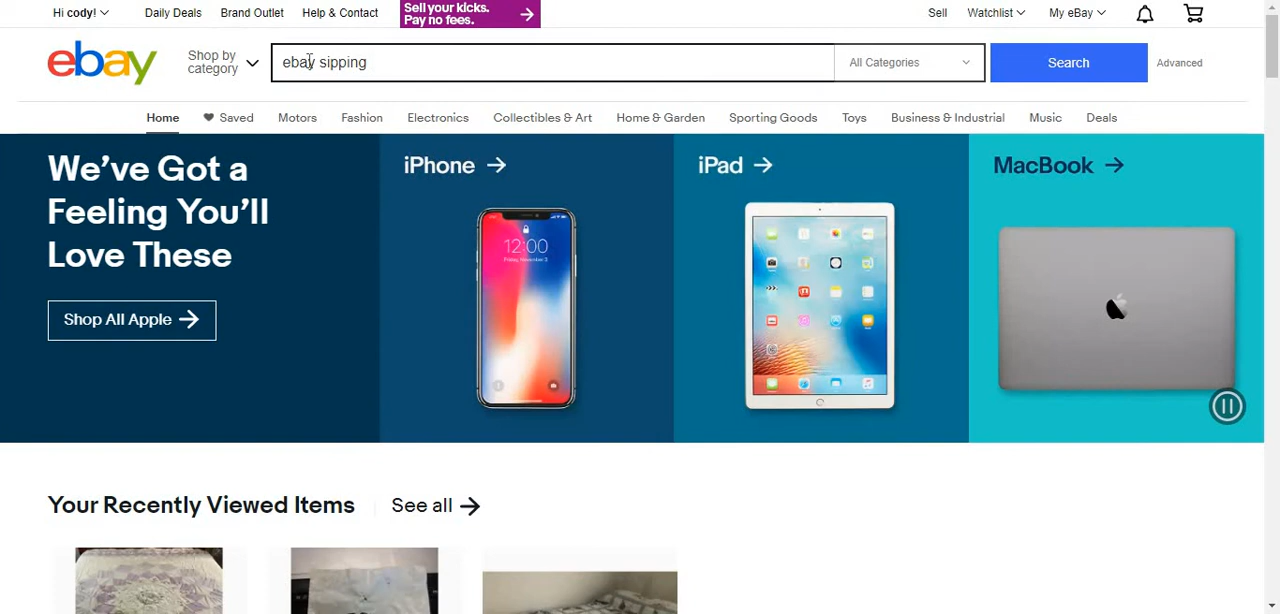 Hi cody! Daily Deals Brand Outlet Help & Contact Sell your kicks. Pay no fees. Sell Watchlist My eBay
ebay Shop by category ebay sipping All Categories Search Advanced
Home Saved Motors Fashion Electronics Collectibles & Art Home & Garden Sporting Goods Toys Business & Industrial Music Deals
We've Got a
Feeling You'll
Love These
Shop All Apple
iPhone
12:00
iPad
MacBook
Your Recently Viewed Items See all